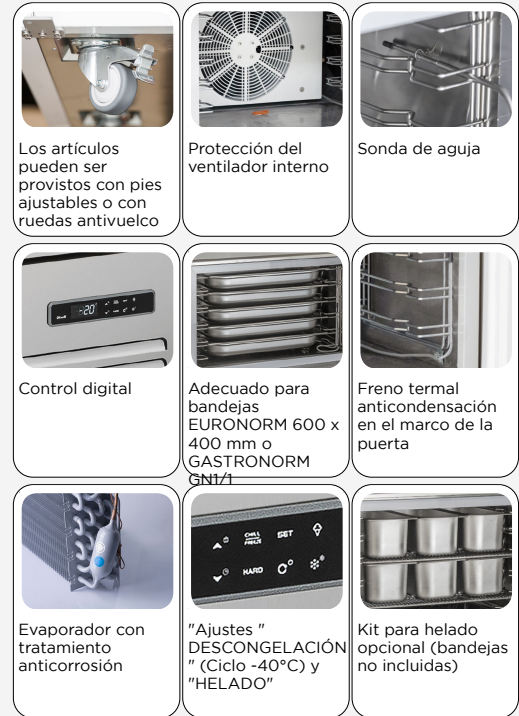 Los artículos
pueden ser
provistos con pies
ajustables o con
ruedas antivuelco
Protección del
ventilador interno
Sonda de aguja
-20°
Control digital
Adecuado para
bandejas
EURONORM 600 x
400 mm o
GASTRONORM
GN1/1
Freno termal
anticondensación
en el marco de la
puerta
Evaporador con
tratamiento
anticorrosión
CHILL
FREEZE
SET
HARD
"Ajustes "
DESCONGELACIÓN
" (Ciclo -40°C) y
"HELADO"
Kit para helado
opcional (bandejas
no incluidas)